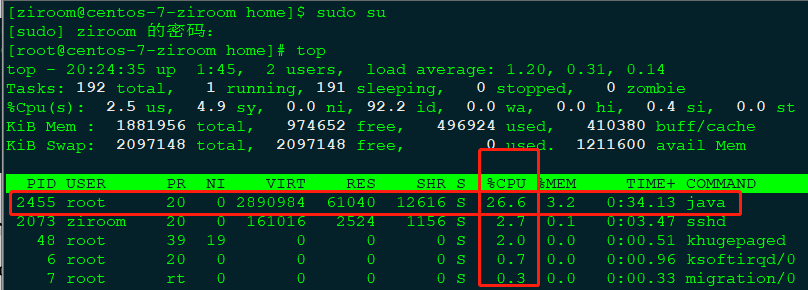 [ziroom@centos-7-ziroom home]$ sudo su
[sudo] ziroom 的密码：
[root@centos-7-ziroom home]# top
top - 20:24:35 up  1:45,  2 users,  load average: 1.20, 0.31, 0.14
Tasks: 192 total,   1 running, 191 sleeping,   0 stopped,   0 zombie
%Cpu(s):  2.5 us,  4.9 sy,  0.0 ni, 92.2 id,  0.0 wa,  0.0 hi,  0.4 si,  0.0 st
KiB Mem :  1881956 total,   974652 free,   496924 used,   410380 buff/cache
KiB Swap:  2097148 total,  2097148 free,        0 used.  1211600 avail Mem
PID USER      PR  NI    VIRT    RES    SHR S  %CPU %MEM     TIME+ COMMAND
2455 root      20   0 2890984  61040  12616 S  26.6  3.2   0:34.13 java
2073 ziroom    20   0  161016   2524   1156 S   2.7  0.1   0:03.47 sshd
48 root      39  19       0      0      0 S   2.0  0.0   0:00.51 khugepaged
6 root      20   0       0      0      0 S   0.7  0.0   0:00.96 ksoftirqd/0
7 root      rt   0       0      0      0 S   0.3  0.0   0:00.33 migration/0